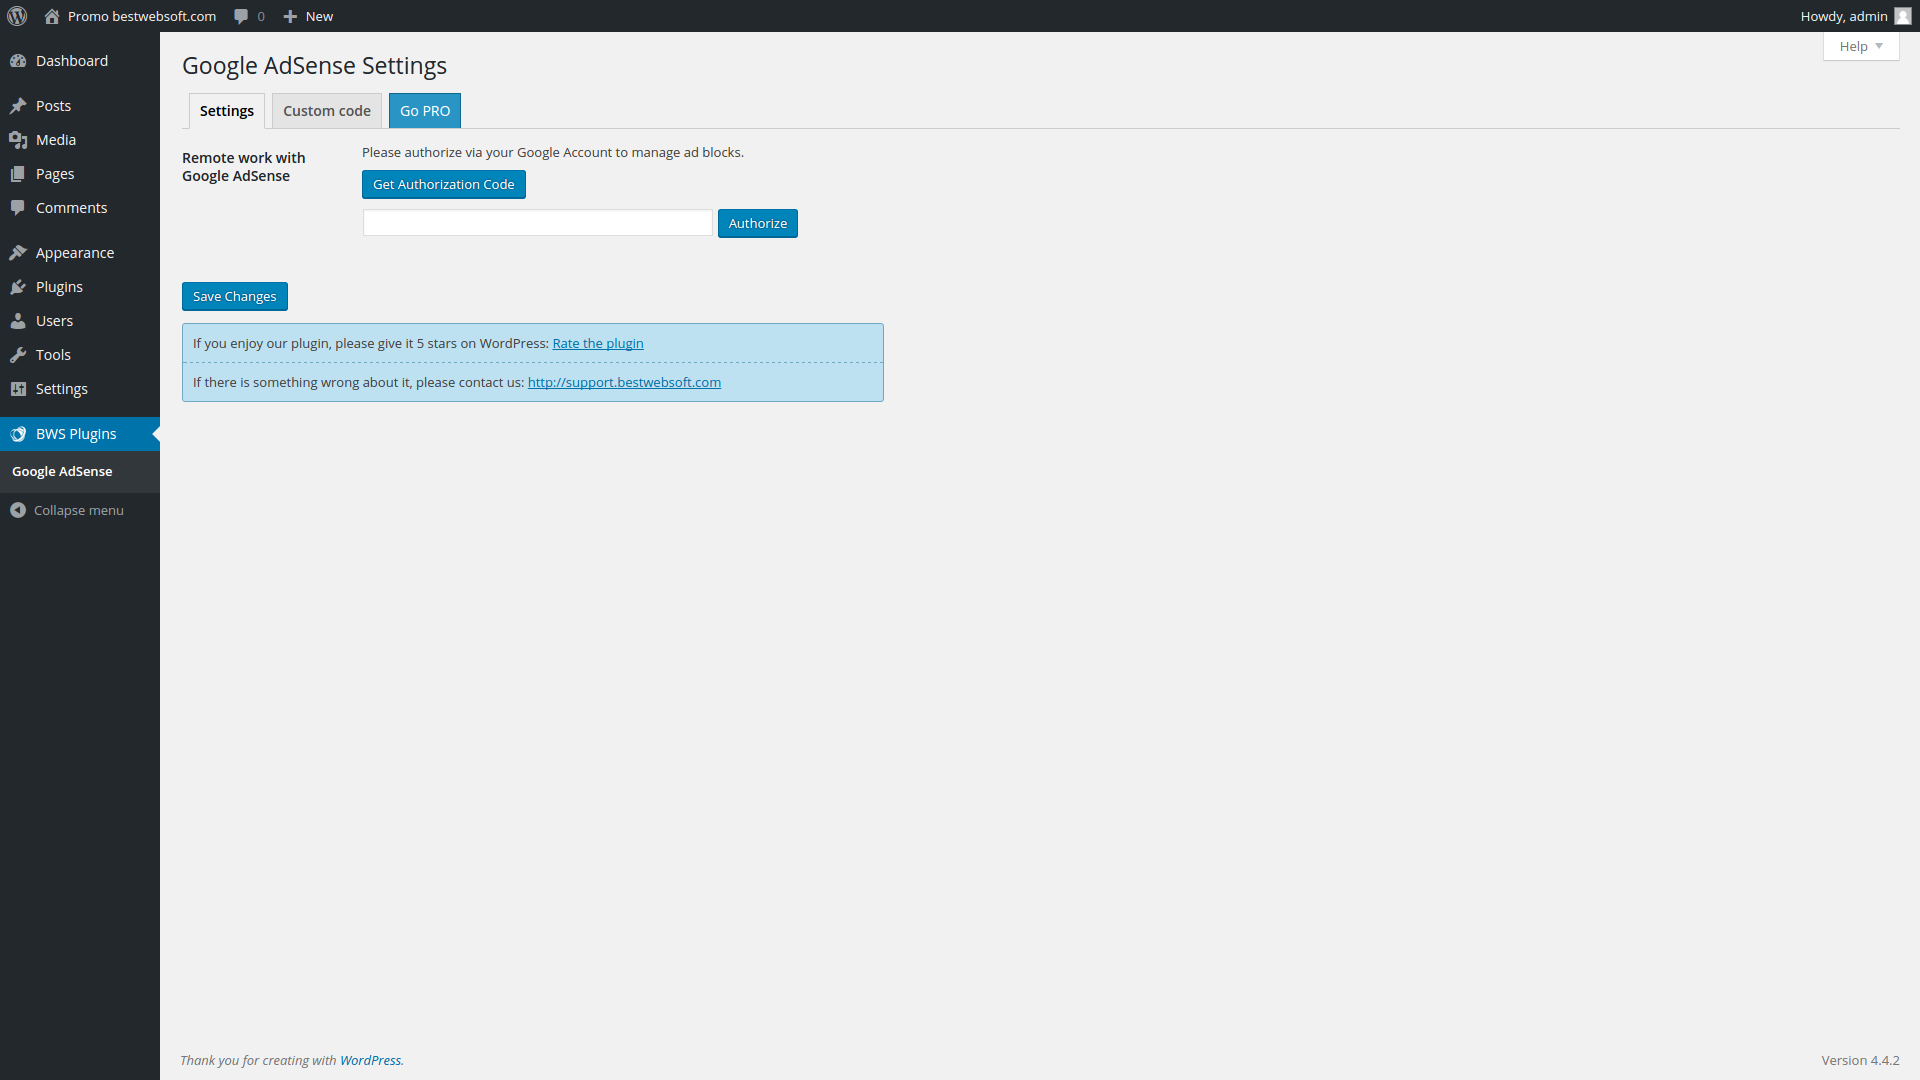 Promo bestwebsoft.com 0 New Howdy, admin
Help
Dashboard
Posts
Media
Pages
Comments
Appearance
Plugins
Users
Tools
Settings
BWS Plugins
Google AdSense
Collapse menu
Google AdSense Settings
Settings Custom code Go PRO
Remote work with
Google AdSense
Please authorize via your Google Account to manage ad blocks.
Get Authorization Code
Authorize
Save Changes
If you enjoy our plugin, please give it 5 stars on WordPress: Rate the plugin
If there is something wrong about it, please contact us: http://support.bestwebsoft.com
Thank you for creating with WordPress. Version 4.4.2